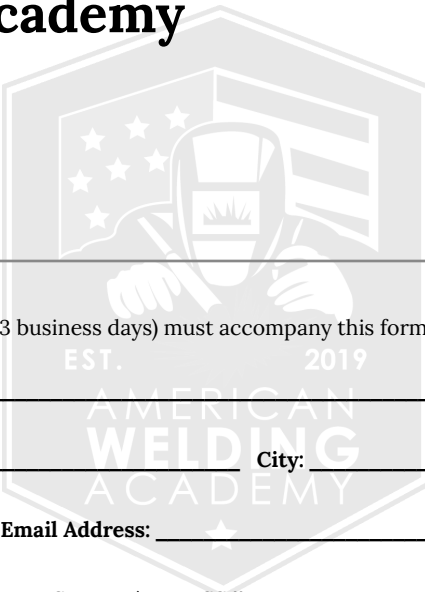 cademy
3 business days) must accompany this form
EST. 2019
AMERICAN
WELDING
City:
ACADEMY
Email Address: